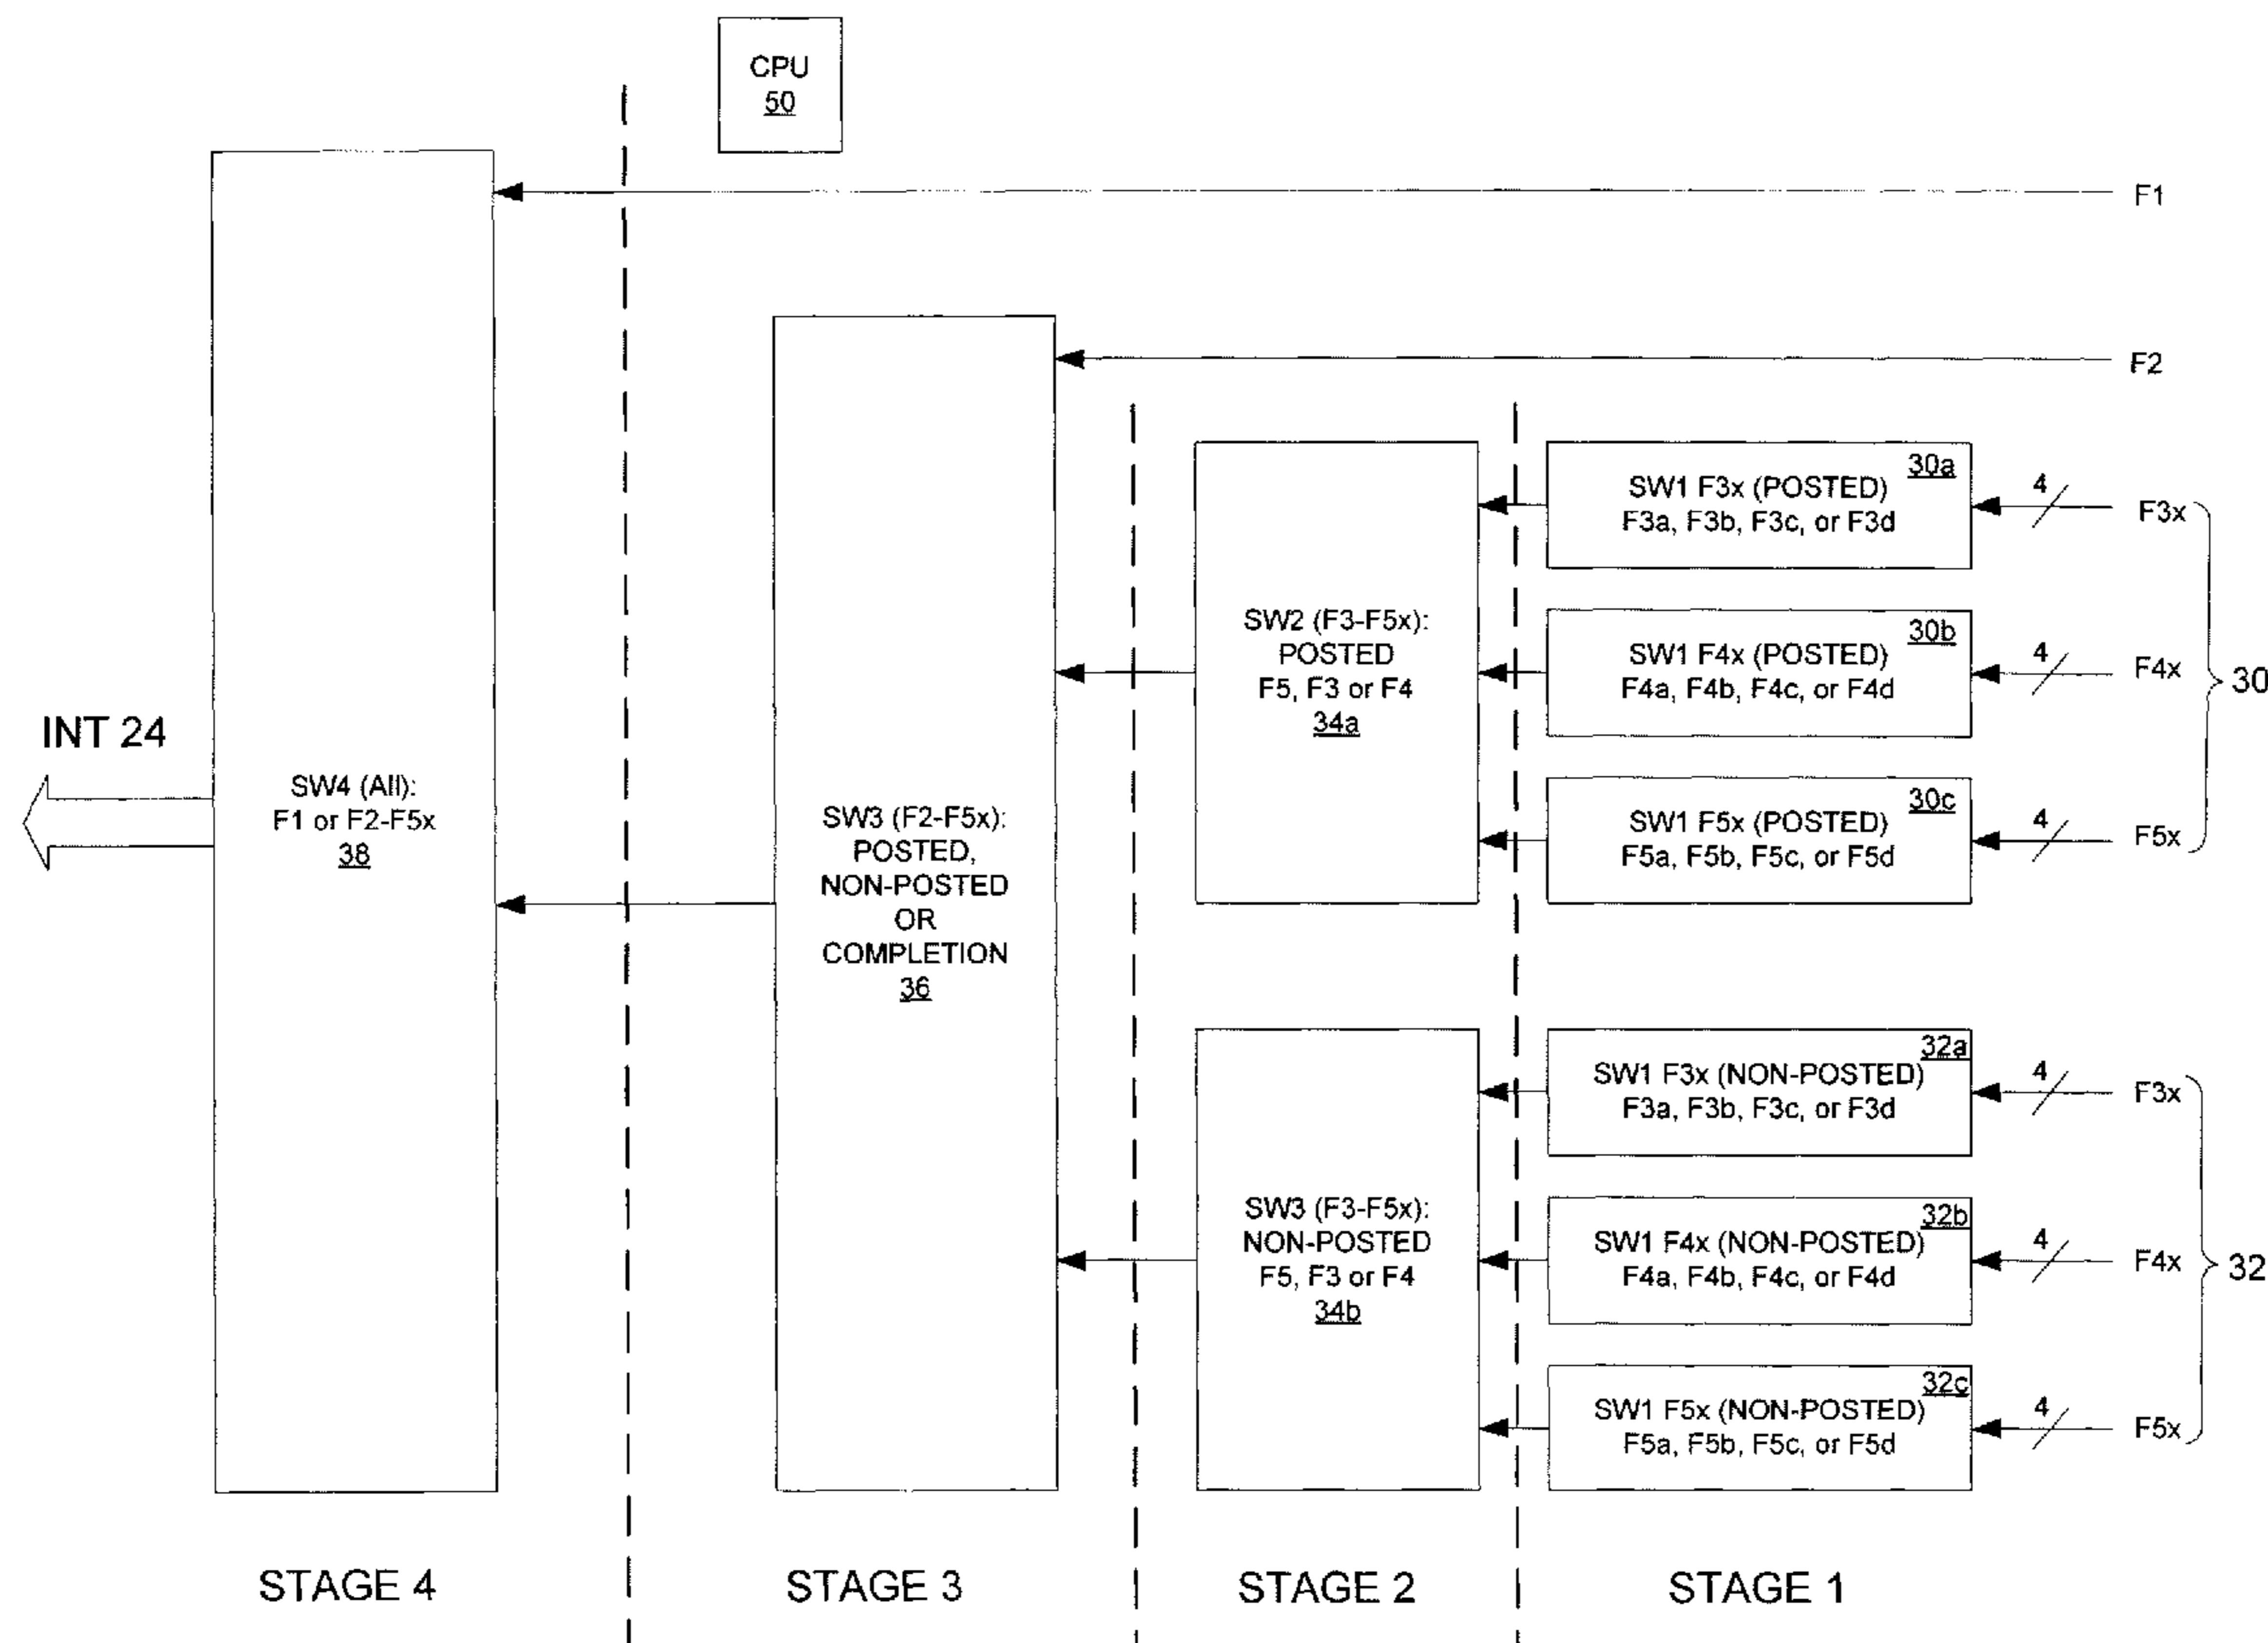 CPU
50
F1
F2
30a
SW1 F3x (POSTED)
F3a, F3b, F3c, or F3d
4
F3x
SW2 (F3-F5x):
POSTED
F5, F3 or F4
34a
30b
SW1 F4x (POSTED)
F4a, F4b, F4c, or F4d
4
F4x
30
30c
SW1 F5x (POSTED)
F5a, F5b, F5c, or F5d
4
F5x
INT 24
SW4 (All):
F1 or F2-F5x
38
SW3 (F2-F5x):
POSTED,
NON-POSTED
OR
COMPLETION
36
32a
SW1 F3x (NON-POSTED)
F3a, F3b, F3c, or F3d
4
F3x
SW3 (F3-F5x):
NON-POSTED
F5, F3 or F4
34b
32b
SW1 F4x (NON-POSTED)
F4a, F4b, F4c, or F4d
4
F4x
32
32c
SW1 F5x (NON-POSTED)
F5a, F5b, F5c, or F5d
4
F5x
STAGE 4
STAGE 3
STAGE 2
STAGE 1